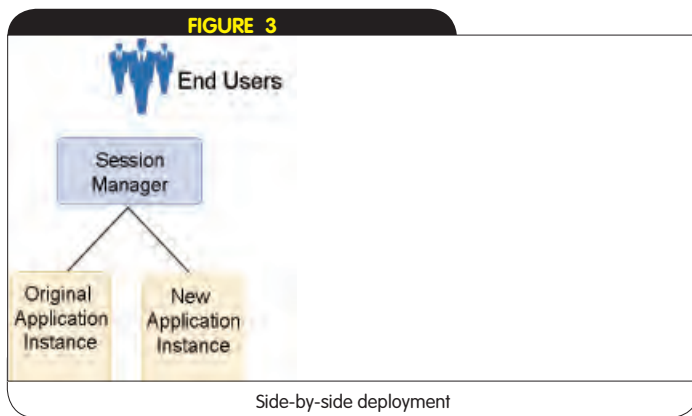 FIGURE 3
End Users
Session
Manager
Original
Application
Instance
New
Application
Instance
Side-by-side deployment